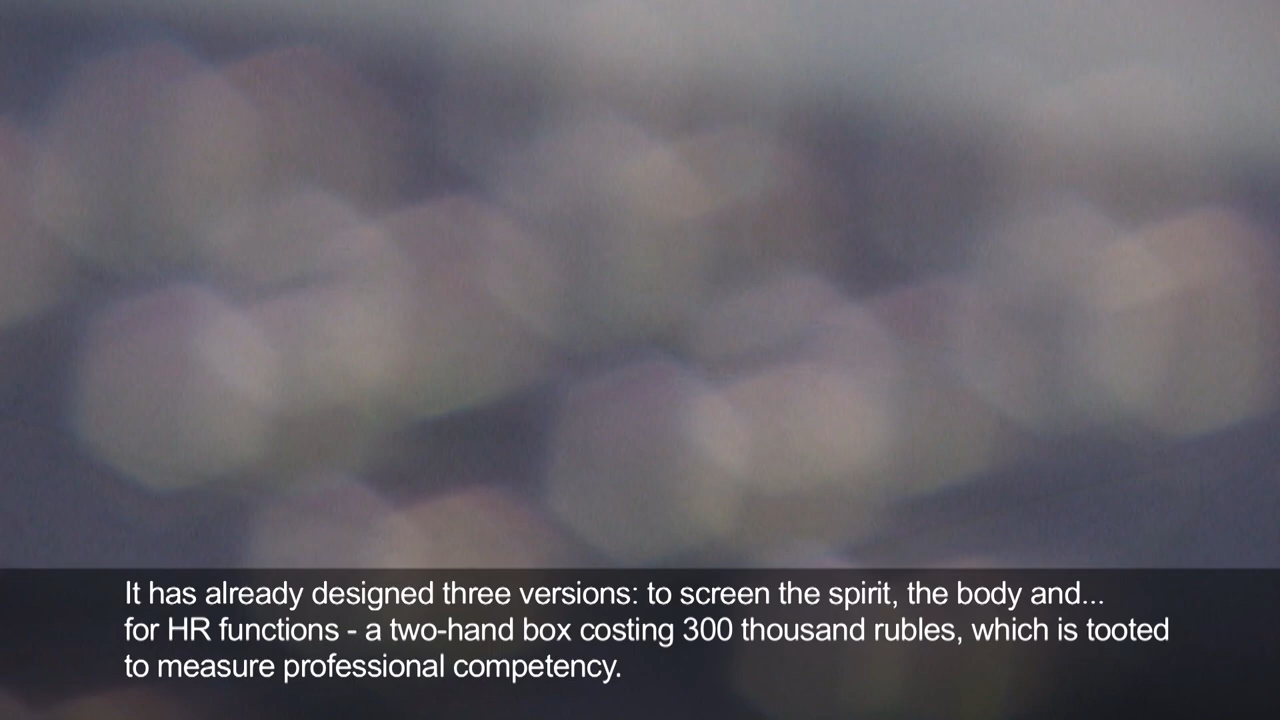 It has already designed three versions: to screen the spirit, the body and...
for HR functions - a two-hand box costing 300 thousand rubles, which is tooted
to measure professional competency.